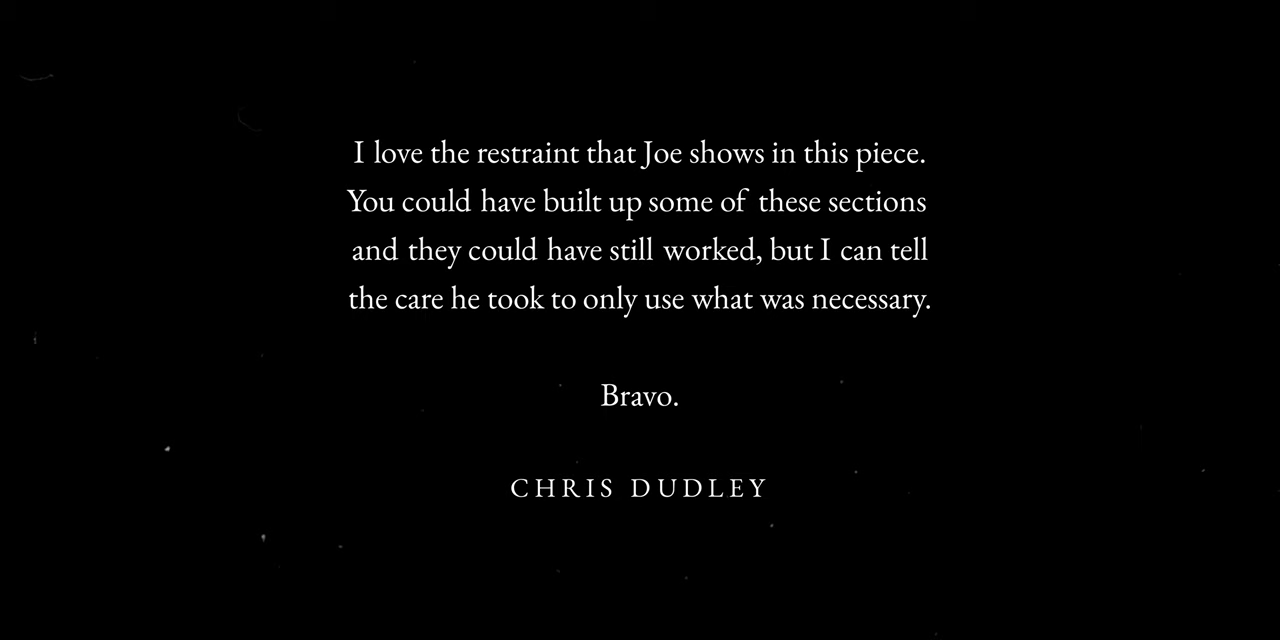 I love the restraint that Joe shows in this piece.
You could have built up some of these sections
and they could have still worked, but I can tell
the care he took to only use what was necessary.
Bravo.
CHRIS DUDLEY